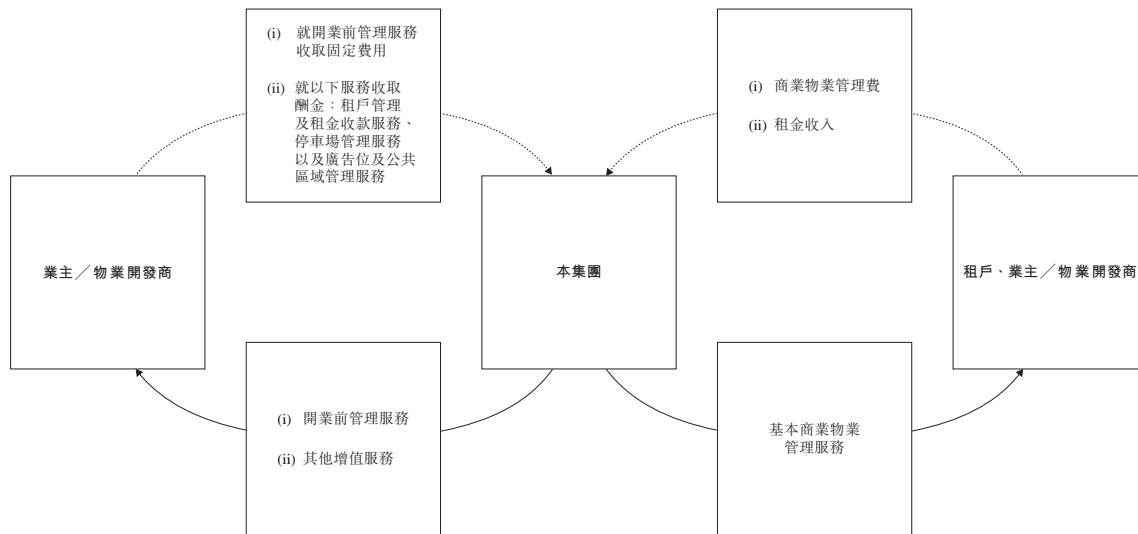 (i) 就開業前管理服務
收取固定費用
(ii) 就以下服務收取
酬金：租戶管理
及租金收款服務、
停車場管理服務
以及廣告位及公共
區域管理服務
(i) 商業物業管理費
(ii) 租金收入
業主／物業開發商
本集團
租戶、業主／物業開發商
(i) 開業前管理服務
(ii) 其他增值服務
基本商業物業
管理服務